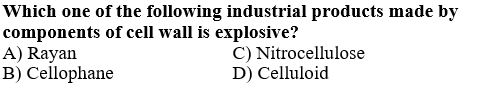 Which one of the following industrial products made by
components of cell wall is explosive?
A) Rayan C) Nitrocellulose
B) Cellophane D) Celluloid